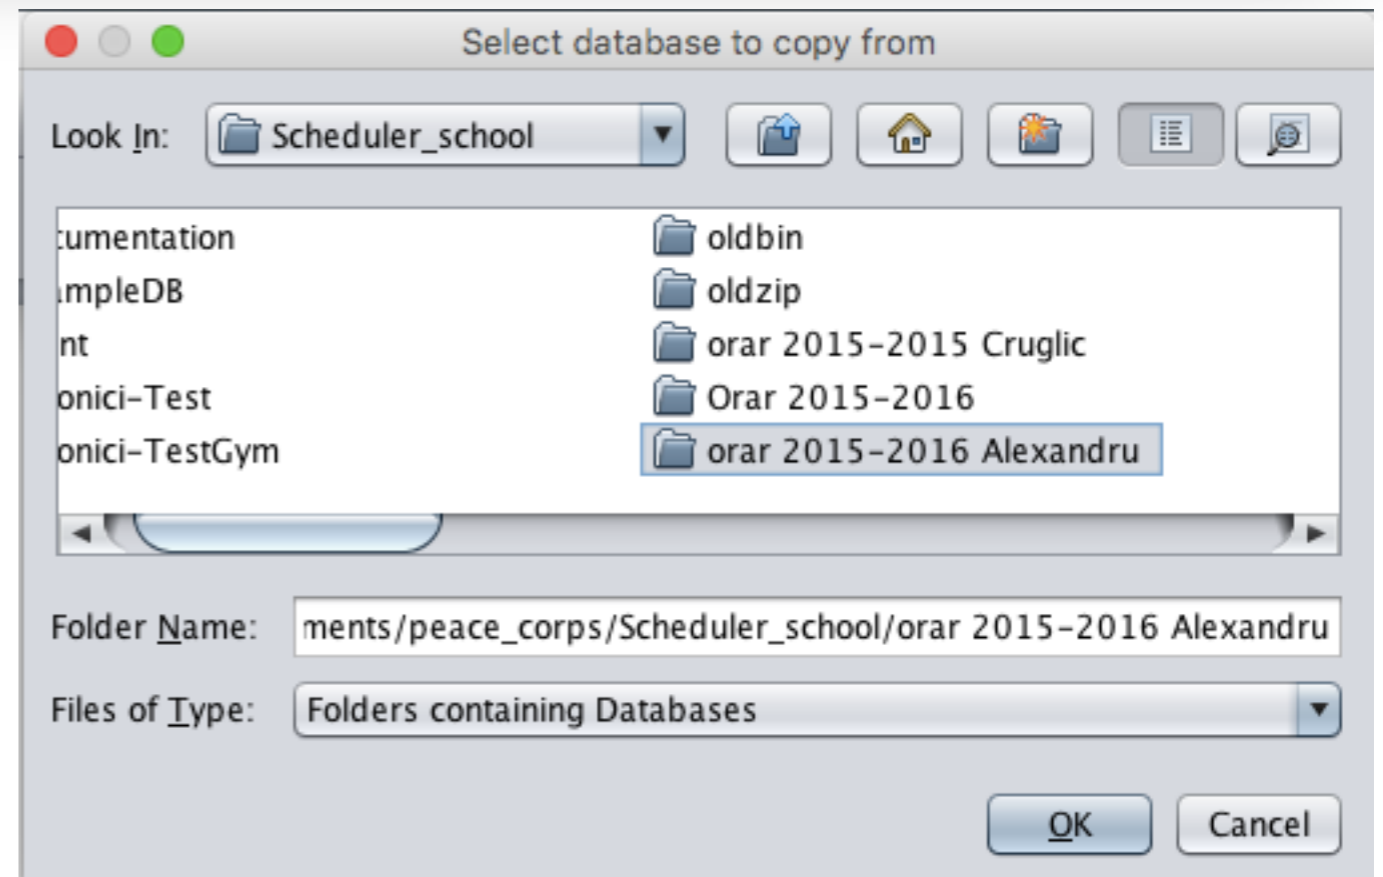 Select database to copy from
Look In: Scheduler_school
cumentation
ampleDB
nt
onici-Test
onici-TestGym
oldbin
oldzip
orar 2015-2015 Cruglic
Orar 2015-2016
orar 2015-2016 Alexandru
Folder Name: ments/peace_corps/Scheduler_school/orar 2015-2016 Alexandru
Files of Type: Folders containing Databases
OK Cancel